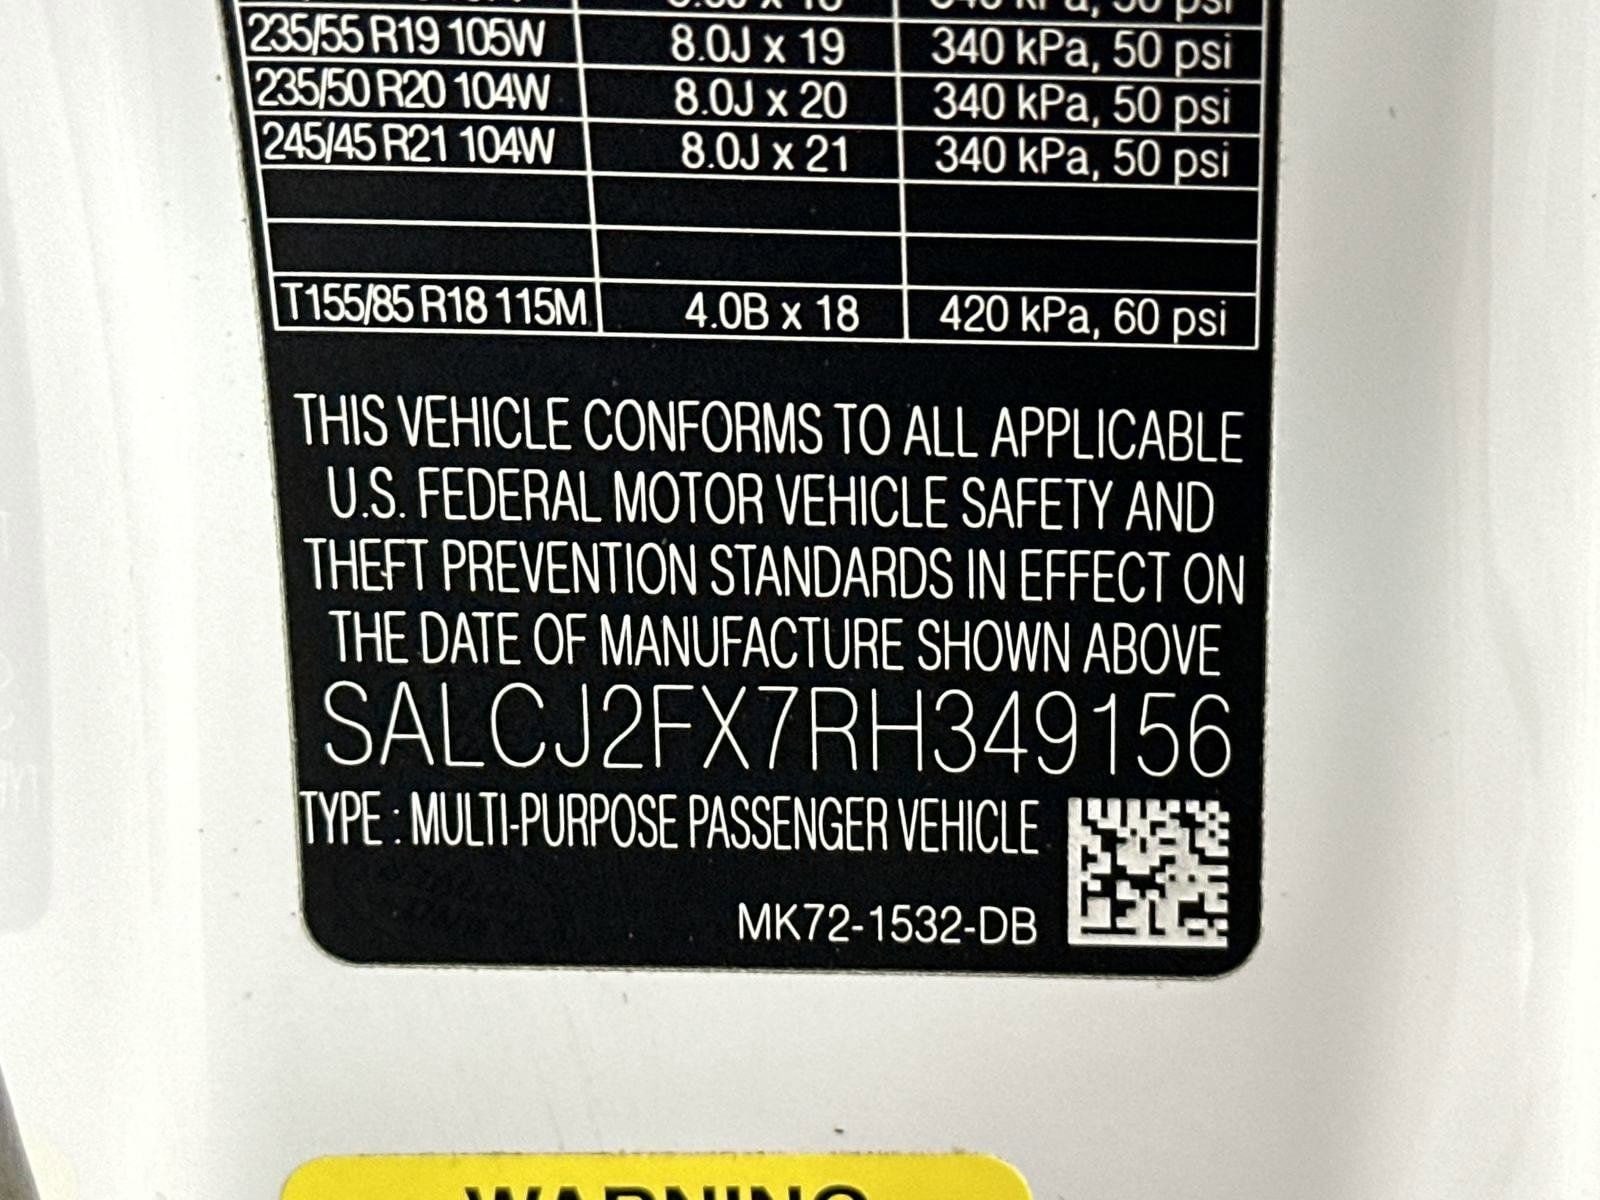 235/55 R19 105W 8.0J x 19 340 kPa, 50 psi
235/50 R20 104W 8.0J x 20 340 kPa, 50 psi
245/45 R21 104W 8.0J x 21 340 kPa, 50 psi
T155/85 R18 115M 4.0B x 18 420 kPa, 60 psi
THIS VEHICLE CONFORMS TO ALL APPLICABLE
U.S. FEDERAL MOTOR VEHICLE SAFETY AND
THEFT PREVENTION STANDARDS IN EFFECT ON
THE DATE OF MANUFACTURE SHOWN ABOVE
SALCJ2FX7RH349156
TYPE : MULTI-PURPOSE PASSENGER VEHICLE
MK72-1532-DB
WARNING